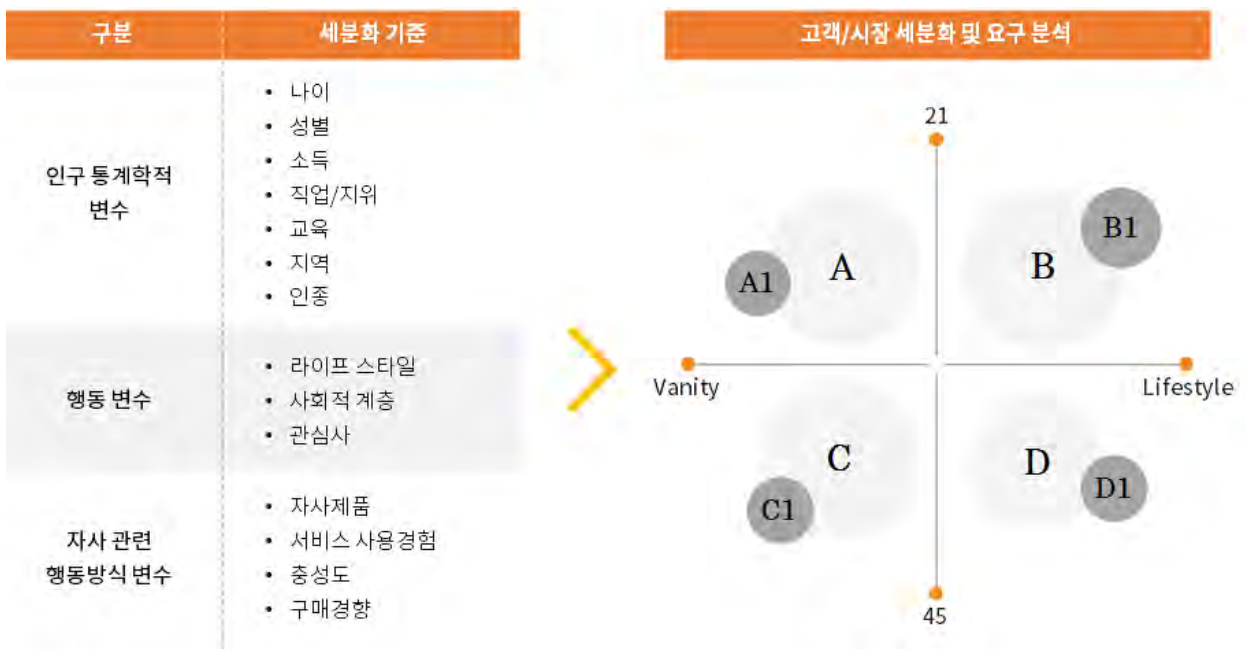 구분
세분화 기준
인구 통계학적
변수
• 나이
• 성별
• 소득
• 직업/지위
• 교육
• 지역
• 인종
행동 변수
• 라이프 스타일
• 사회적 계층
• 관심사
자사 관련
행동방식 변수
• 자사제품
• 서비스 사용경험
• 충성도
• 구매경향
고객/시장 세분화 및 요구 분석
21
B1
A
B
A1
Vanity
Lifestyle
C
D
D1
C1
45